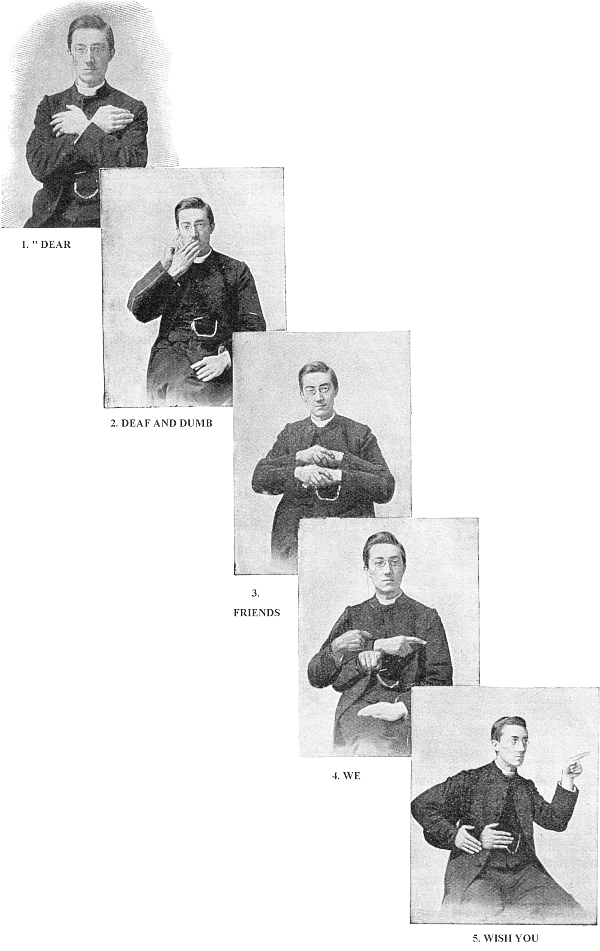 1. " DEAR
2. DEAF AND DUMB
3.
FRIENDS
4. WE
5. WISH YOU